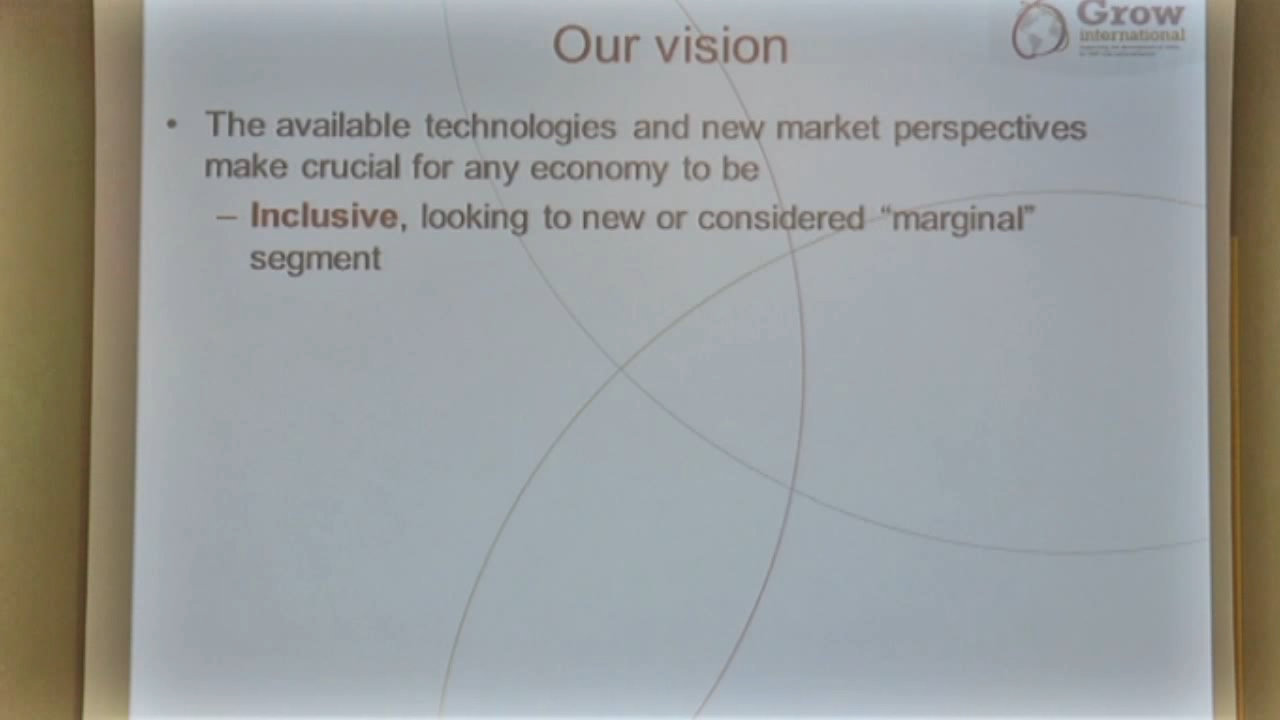 Grow
international
Our vision
• The available technologies and new market perspectives
make crucial for any economy to be
– Inclusive, looking to new or considered “marginal”
segment